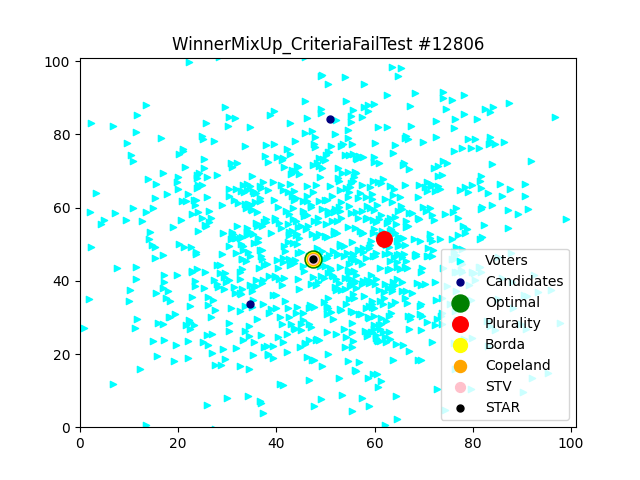 WinnerMixUp_CriteriaFailTest #12806
100
80
60
40
20
0
0 20 40 60 80 100
Voters
Candidates
Optimal
Plurality
Borda
Copeland
STV
STAR